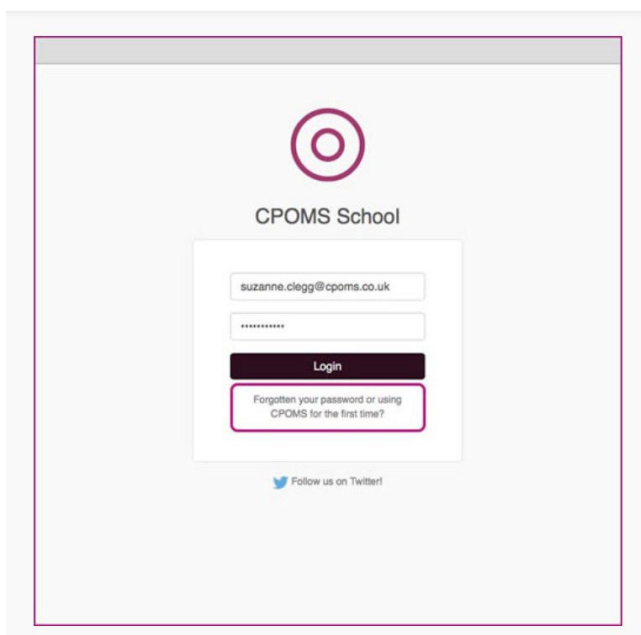 CPOMS School
suzanne.clegg@cpoms.co.uk
•••••••••••
Login
Forgotten your password or using
CPOMS for the first time?
Follow us on Twitter!